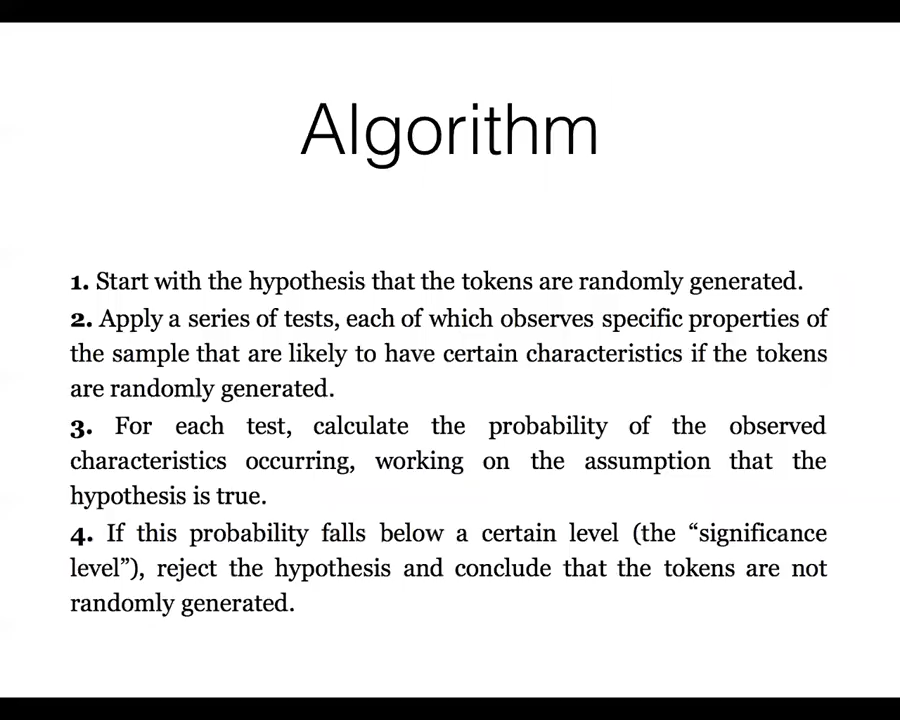 Algorithm
1. Start with the hypothesis that the tokens are randomly generated.
2. Apply a series of tests, each of which observes specific properties of
the sample that are likely to have certain characteristics if the tokens
are randomly generated.
3. For each test, calculate the probability of the observed
characteristics occurring, working on the assumption that the
hypothesis is true.
4. If this probability falls below a certain level (the “significance
level”), reject the hypothesis and conclude that the tokens are not
randomly generated.